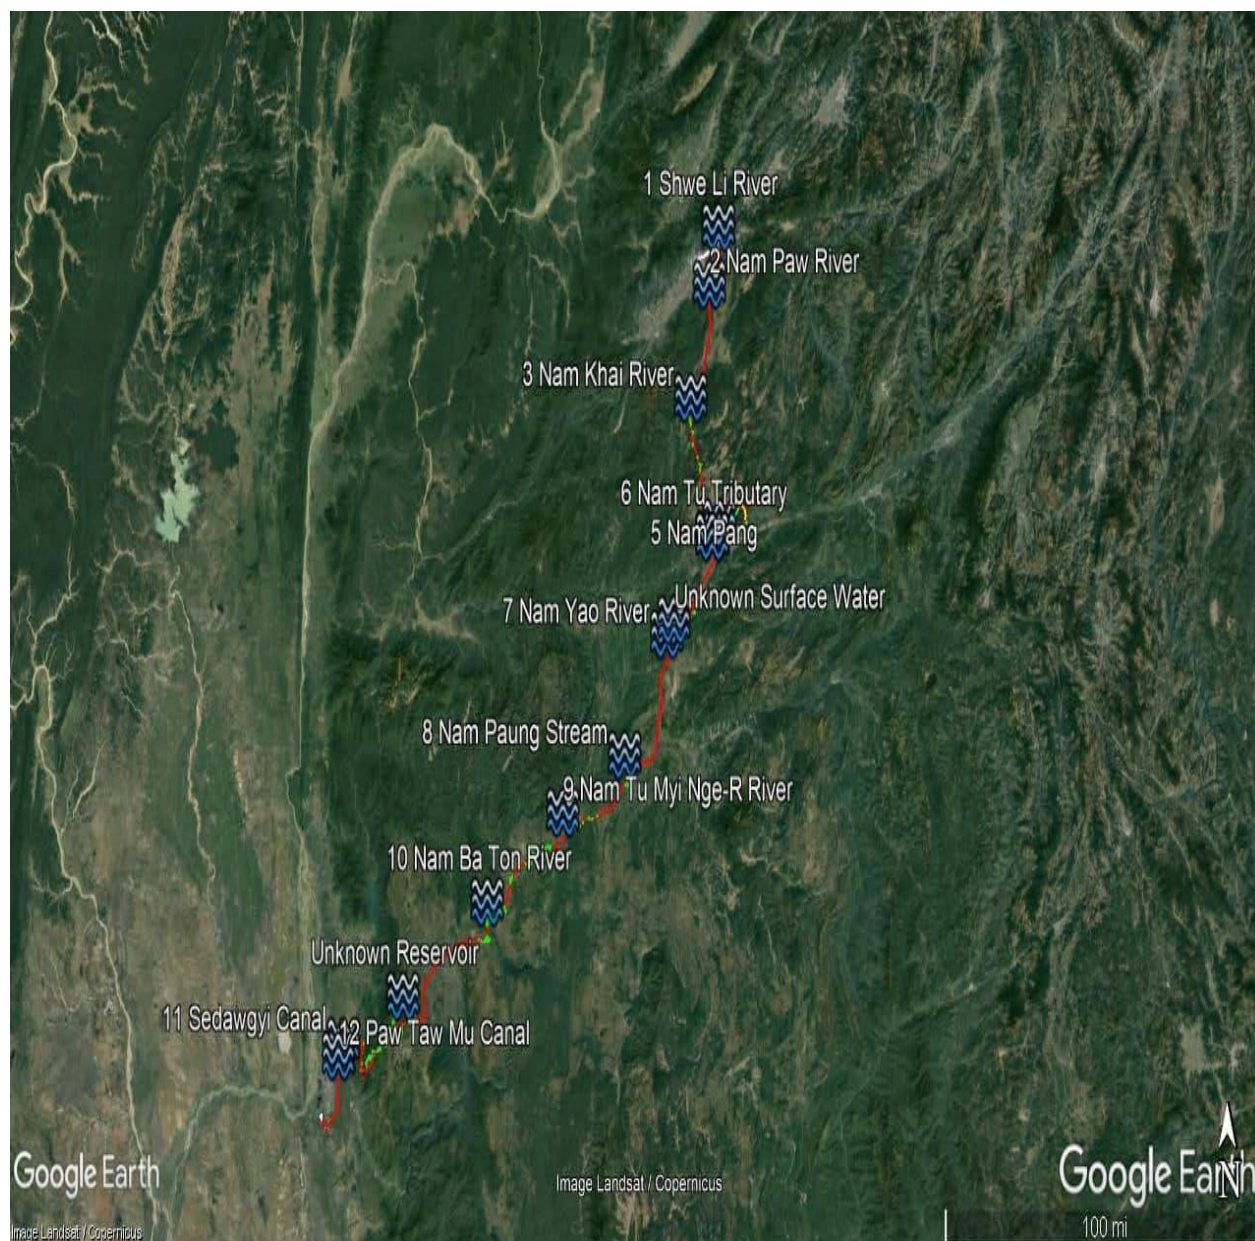 1 Shwe Li River
2 Nam Paw River
3 Nam Khai River
6 Nam Tu Tributary
5 Nam Pang
Unknown Surface Water
7 Nam Yao River
8 Nam Paung Stream
9 Nam Tu Myi Nge-R River
10 Nam Ba Ton River
Unknown Reservoir
11 Sedawgyi Canal
12 Paw Taw Mu Canal
Google Earth
Image Landsat / Copernicus
Google Earth
N
Image Landsat / Copernicus
100 mi